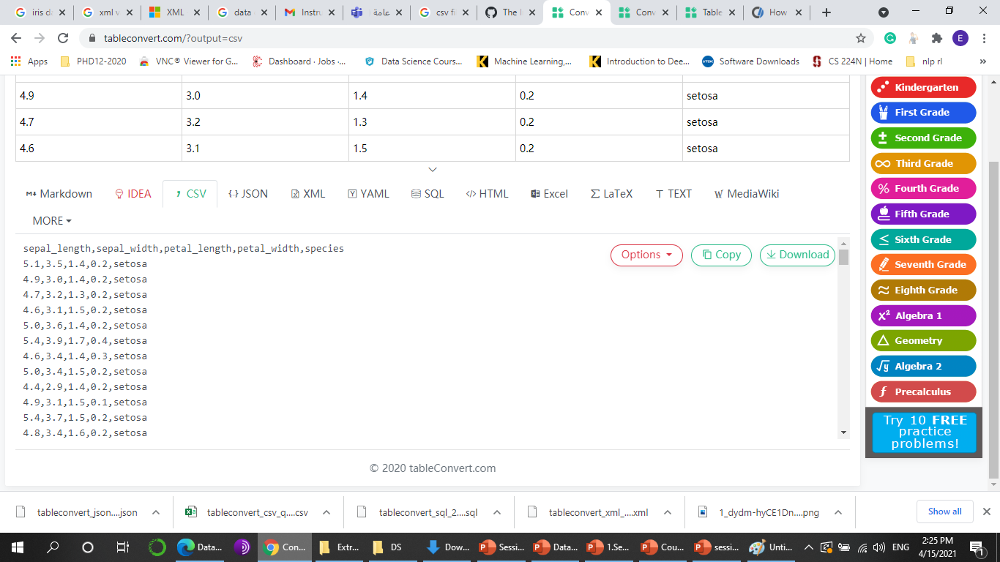 iris d
xml v
XML
data
Instru
عامة |
csv fi
The I
Conv
Conv
Table
How
tableconvert.com/?output=csv
E
Apps
PHD12-2020
VNC® Viewer for G...
Dashboard · Jobs ·...
Data Science Cours...
Machine Learning,...
Introduction to Dee...
Software Downloads
CS 224N | Home
nlp rl
»
4.9 3.0 1.4 0.2 setosa
4.7 3.2 1.3 0.2 setosa
4.6 3.1 1.5 0.2 setosa
Markdown
IDEA
CSV
JSON
XML
YAML
SQL
HTML
Excel
LaTeX
TEXT
MediaWiki
MORE
Options
Copy
Download
sepal_length,sepal_width,petal_length,petal_width,species
5.1,3.5,1.4,0.2,setosa
4.9,3.0,1.4,0.2,setosa
4.7,3.2,1.3,0.2,setosa
4.6,3.1,1.5,0.2,setosa
5.0,3.6,1.4,0.2,setosa
5.4,3.9,1.7,0.4,setosa
4.6,3.4,1.4,0.3,setosa
5.0,3.4,1.5,0.2,setosa
4.4,2.9,1.4,0.2,setosa
4.9,3.1,1.5,0.1,setosa
5.4,3.7,1.5,0.2,setosa
4.8,3.4,1.6,0.2,setosa
© 2020 tableConvert.com
Kindergarten
First Grade
Second Grade
Third Grade
% Fourth Grade
Fifth Grade
Sixth Grade
Seventh Grade
Eighth Grade
x² Algebra 1
Geometry
√y Algebra 2
ƒ Precalculus
Try 10 FREE
practice
problems!
tableconvert_json....json
tableconvert_csv_q....csv
tableconvert_sql_2....sql
tableconvert_xml_....xml
1_dydm-hyCE1Dn....png
Show all
Data...
Con...
Extr...
DS
Dow...
Sessi...
Data...
1.Se...
Cou...
sessi...
Unti...
ENG
2:25 PM
4/15/2021
1